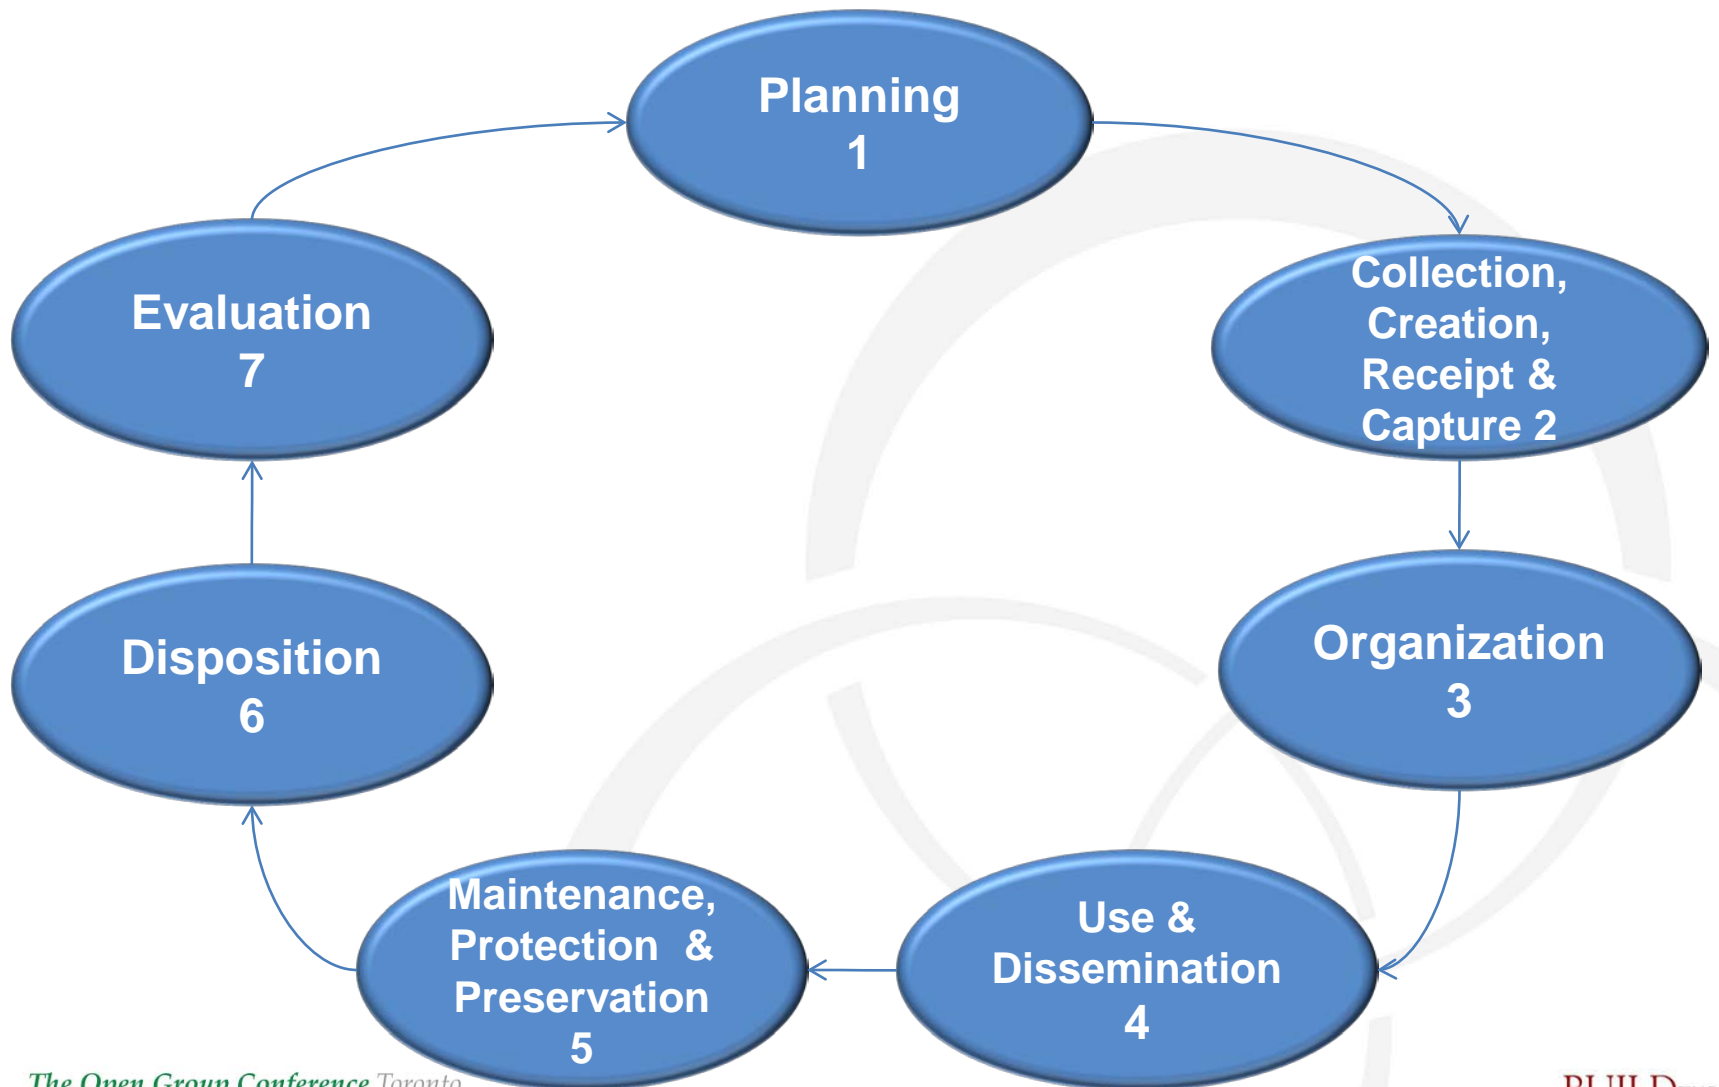 Planning
1
Collection,
Creation,
Receipt &
Capture 2
Organization
3
Use &
Dissemination
4
Maintenance,
Protection &
Preservation
5
Disposition
6
Evaluation
7
The Open Group Conference Toronto